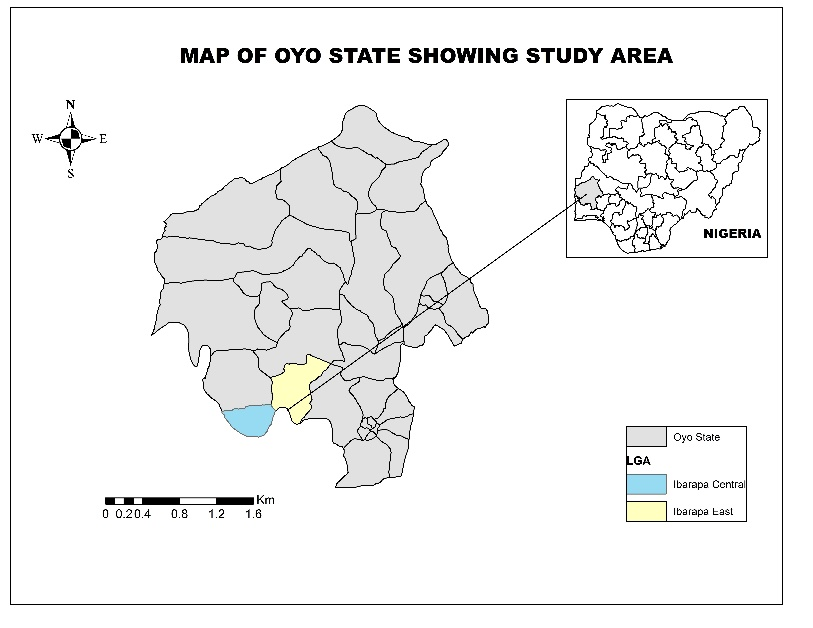 MAP OF OYO STATE SHOWING STUDY AREA
N
W E
S
NIGERIA
Oyo State
LGA
Ibarapa Central
Ibarapa East
Km
0 0.20.4 0.8 1.2 1.6